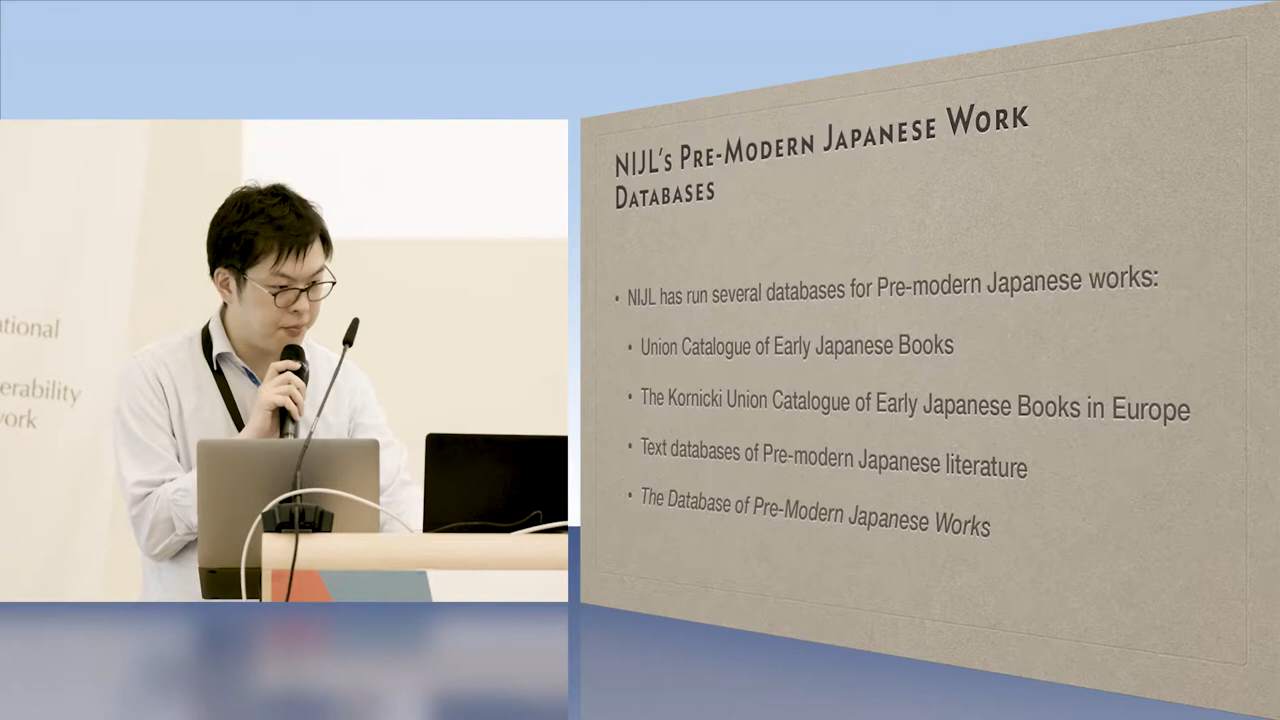 ational
erability
work
NIJL's Pre-Modern Japanese Work
Databases
• NIJL has run several databases for Pre-modern Japanese works:
• Union Catalogue of Early Japanese Books
• The Kornicki Union Catalogue of Early Japanese Books in Europe
• Text databases of Pre-modern Japanese literature
• The Database of Pre-Modern Japanese Works